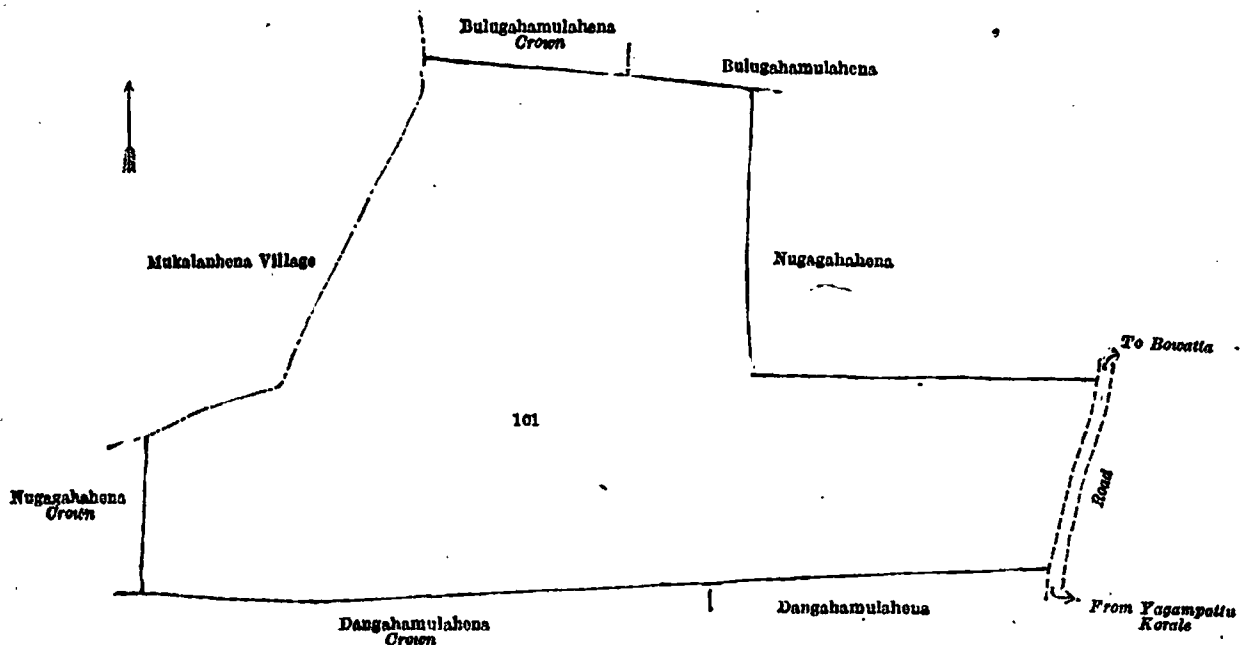 Bulugahamulahena
Crown
Bulugahamulahena
Mukalanhena Village
Nugagahahena
To Bowatta
101
Road
Nugagahahena
Crown
Dangahamulahena
Crown
Dangahamulahena
From Yagampattu
Korale